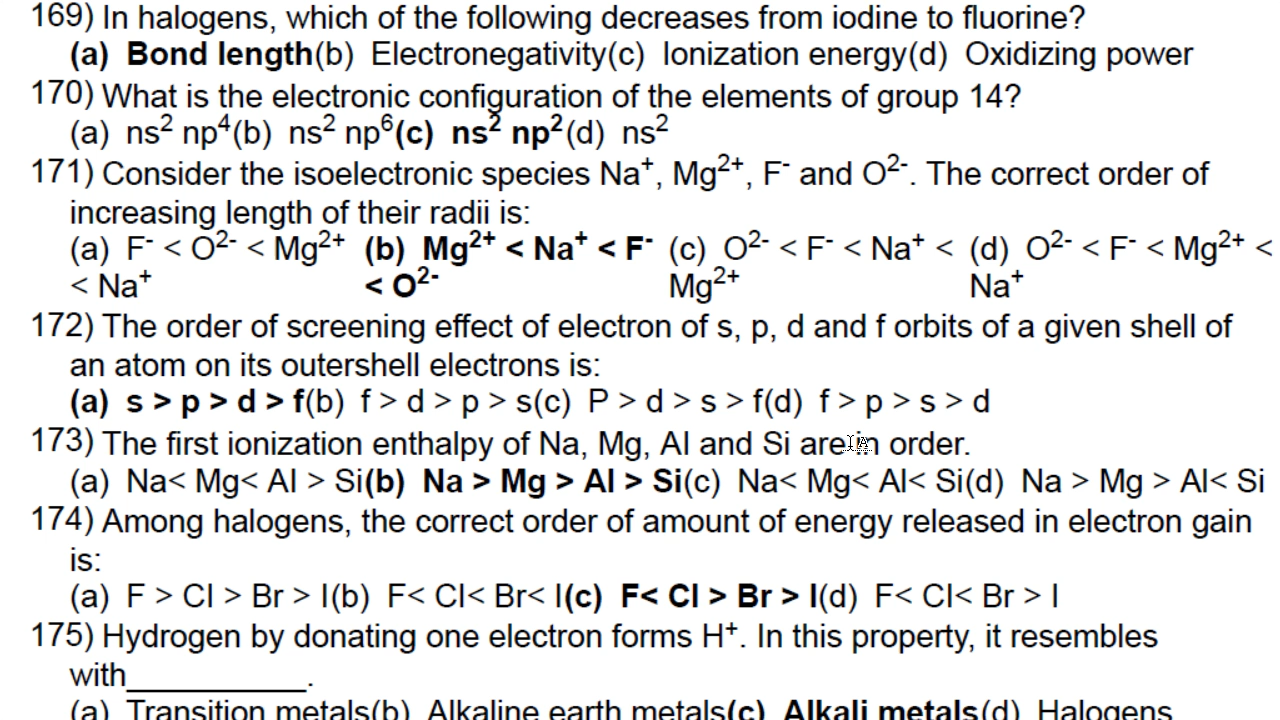 169) In halogens, which of the following decreases from iodine to fluorine?
(a) Bond length(b) Electronegativity(c) Ionization energy(d) Oxidizing power
170) What is the electronic configuration of the elements of group 14?
(a) ns² np⁴(b) ns² np⁶(c) ns² np²(d) ns²
171) Consider the isoelectronic species Na⁺, Mg²⁺, F⁻ and O²⁻. The correct order of
increasing length of their radii is:
(a) F⁻ < O²⁻ < Mg²⁺ (b) Mg²⁺ < Na⁺ < F⁻ (c) O²⁻ < F⁻ < Na⁺ < (d) O²⁻ < F⁻ < Mg²⁺ <
< Na⁺ < O²⁻ Mg²⁺ Na⁺
172) The order of screening effect of electron of s, p, d and f orbits of a given shell of
an atom on its outershell electrons is:
(a) s > p > d > f(b) f > d > p > s(c) P > d > s > f(d) f > p > s > d
173) The first ionization enthalpy of Na, Mg, Al and Si are in order.
(a) Na< Mg< Al > Si(b) Na > Mg > Al > Si(c) Na< Mg< Al< Si(d) Na > Mg > Al< Si
174) Among halogens, the correct order of amount of energy released in electron gain
is:
(a) F > Cl > Br > I(b) F< Cl< Br< I(c) F< Cl > Br > I(d) F< Cl< Br > I
175) Hydrogen by donating one electron forms H⁺. In this property, it resembles
with__________.
(a) Transition metals(b) Alkaline earth metals(c) Alkali metals(d) Halogens